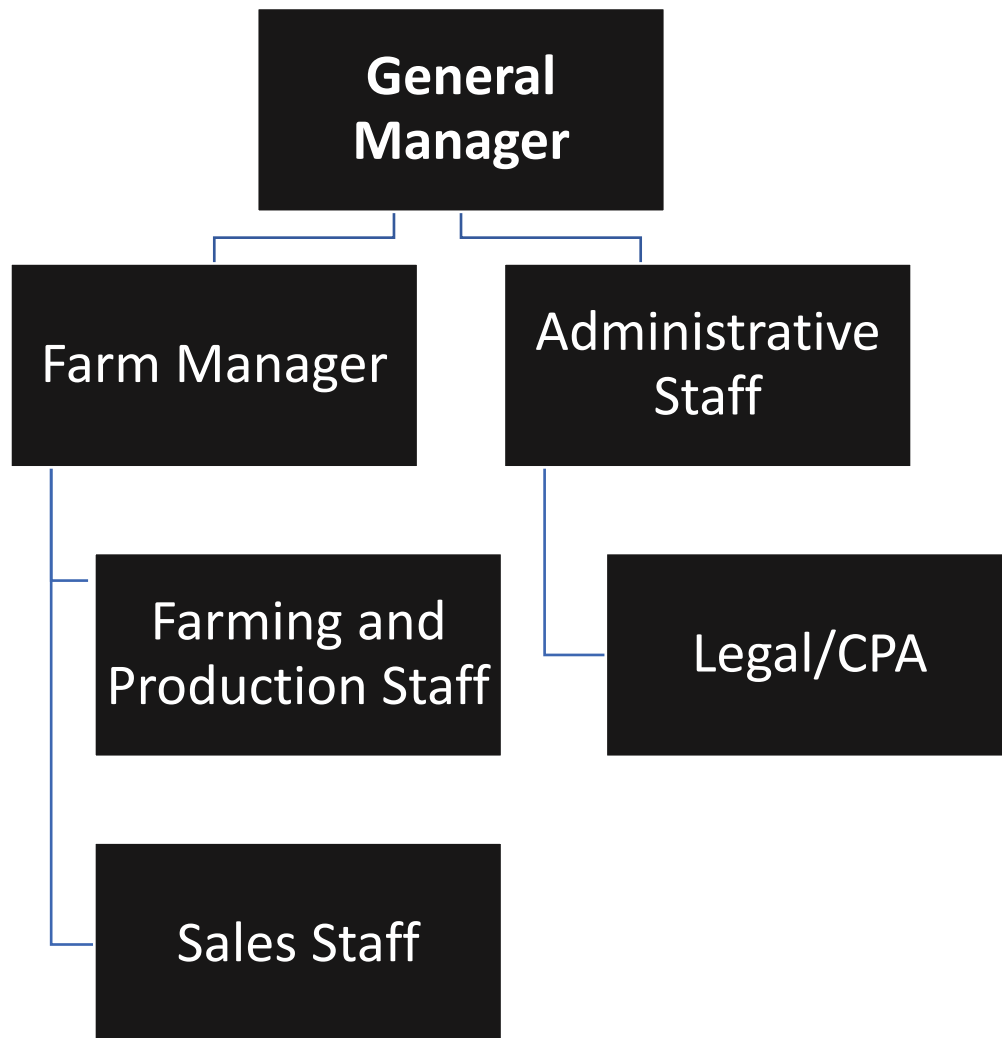 General
Manager
Farm Manager
Administrative
Staff
Farming and
Production Staff
Legal/CPA
Sales Staff